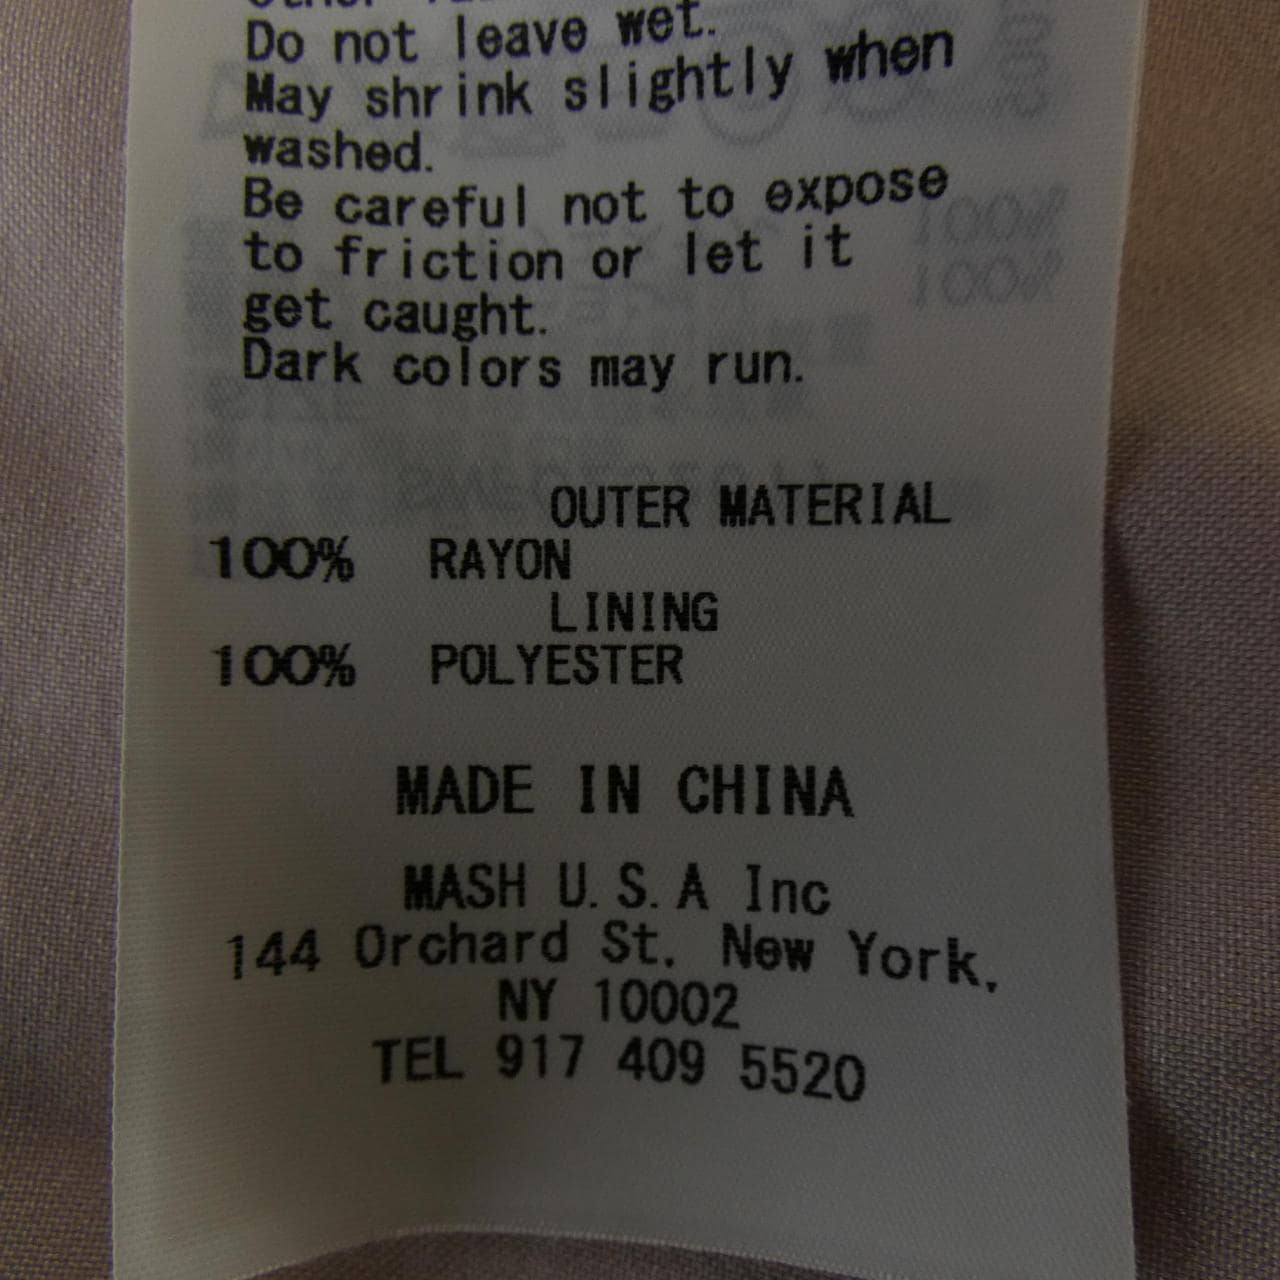 Do not leave wet.
May shrink slightly when
washed.
Be careful not to expose
to friction or let it
get caught.
Dark colors may run.
OUTER MATERIAL
100% RAYON
LINING
100% POLYESTER
MADE IN CHINA
MASH U.S.A Inc
144 Orchard St. New York,
NY 10002
TEL 917 409 5520